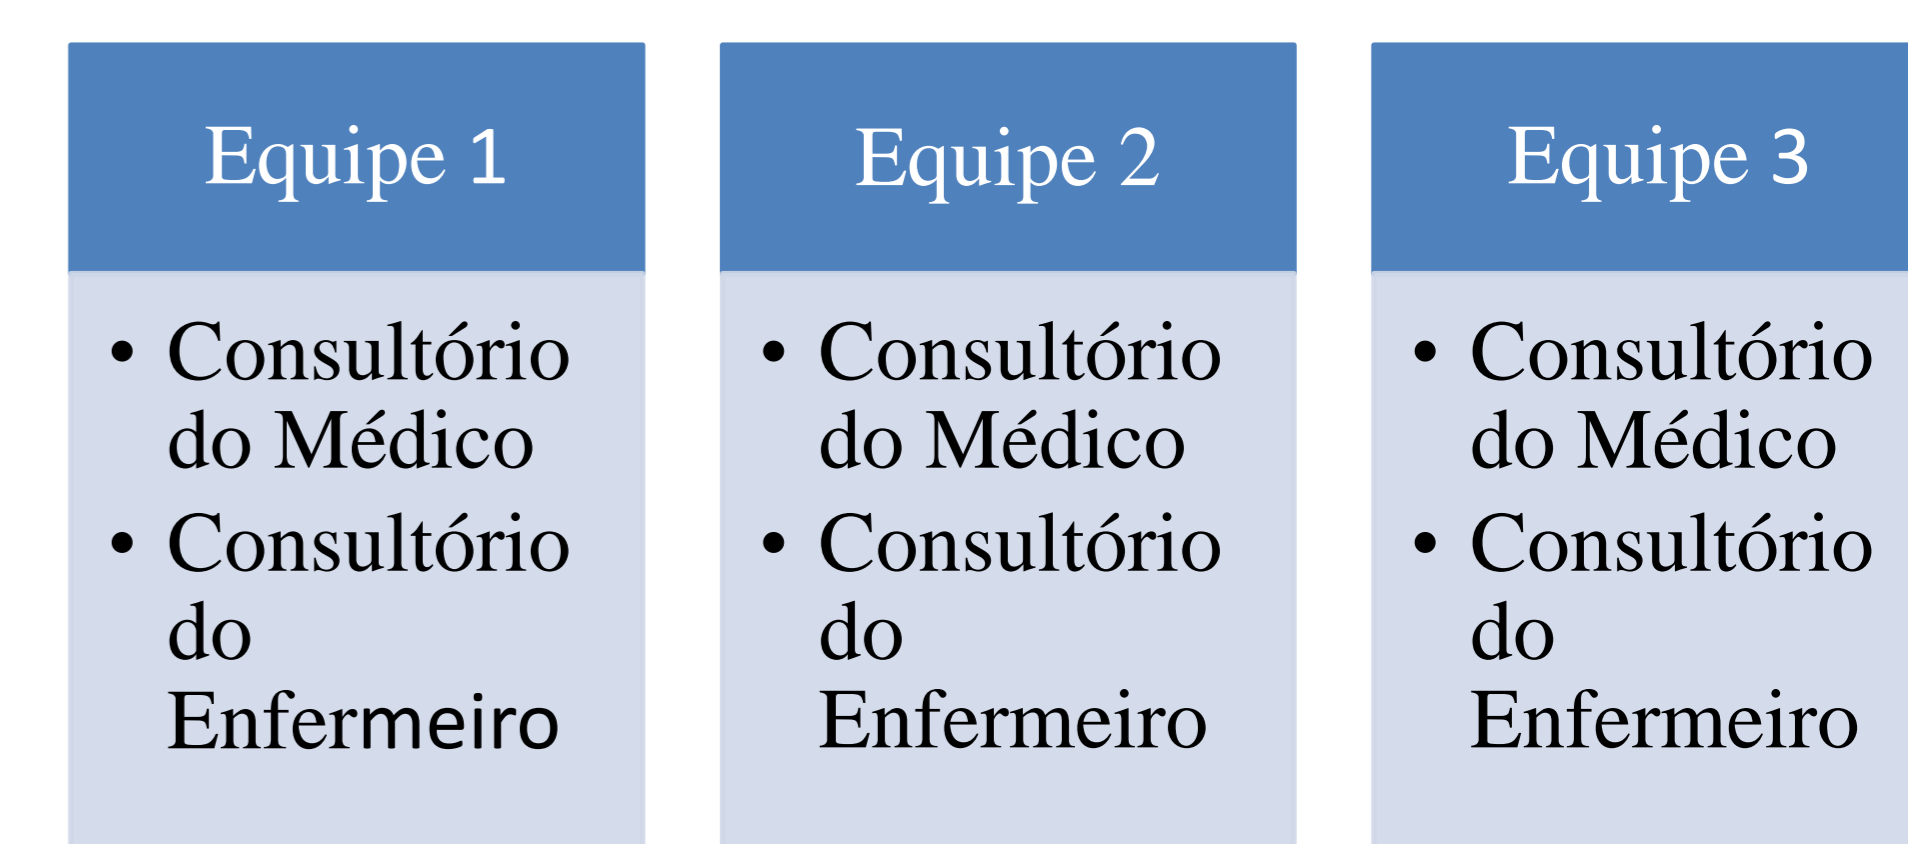 Equipe 1
• Consultório
do Médico
• Consultório
do
Enfermeiro
Equipe 2
• Consultório
do Médico
• Consultório
do
Enfermeiro
Equipe 3
• Consultório
do Médico
• Consultório
do
Enfermeiro